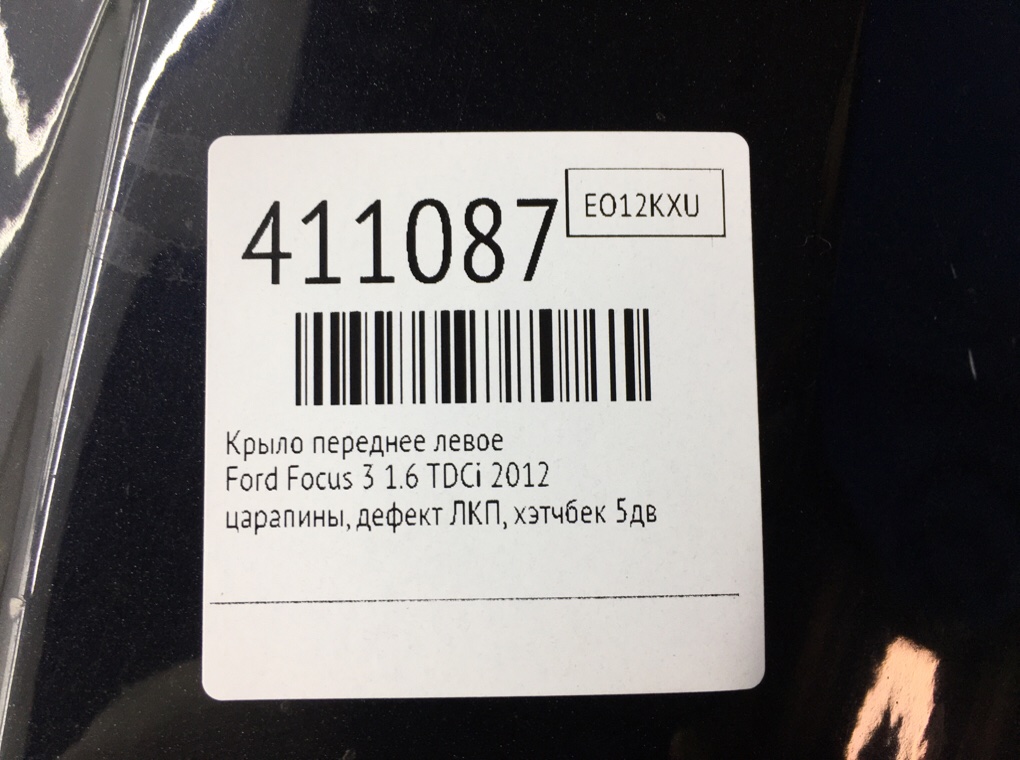 411087
EO12KXU
Крыло переднее левое
Ford Focus 3 1.6 TDCi 2012
царапины, дефект ЛКП, хэтчбек 5дв